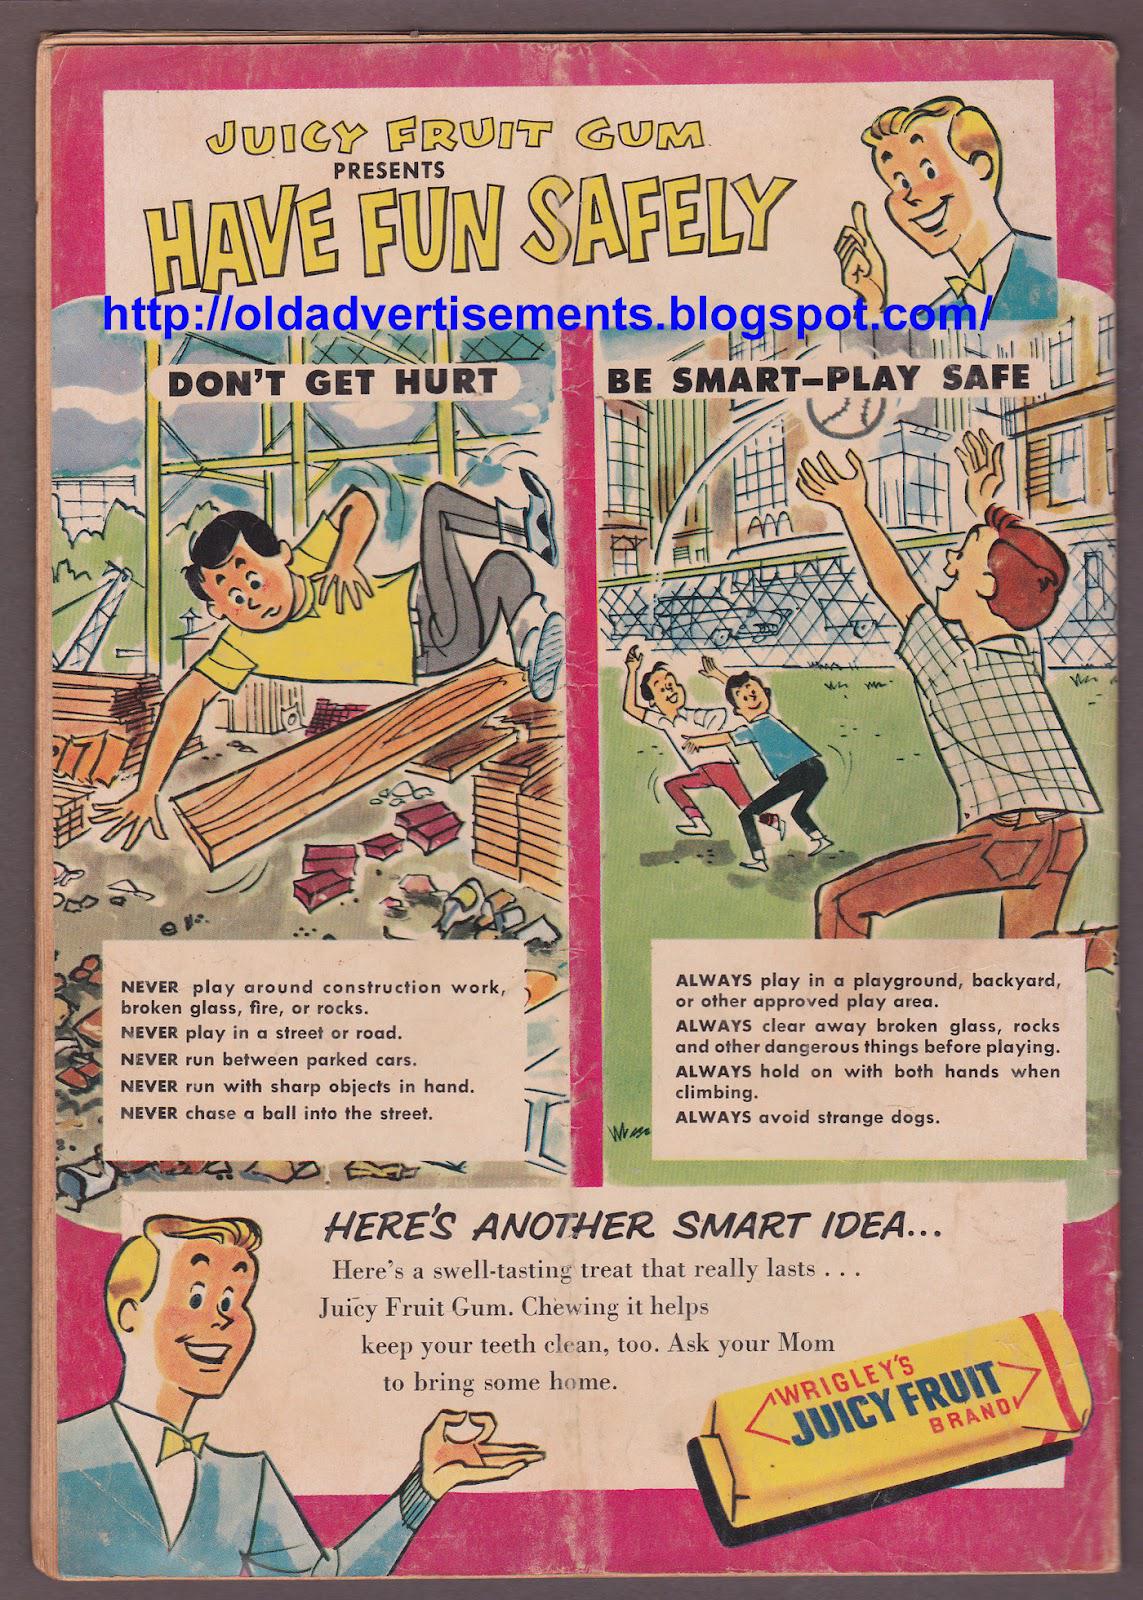 JUICY FRUIT GUM
PRESENTS
HAVE FUN SAFELY
http://oldadvertisements.blogspot.com/
DON'T GET HURT
BE SMART–PLAY SAFE
NEVER play around construction work,
broken glass, fire, or rocks.
NEVER play in a street or road.
NEVER run between parked cars.
NEVER run with sharp objects in hand.
NEVER chase a ball into the street.
ALWAYS play in a playground, backyard,
or other approved play area.
ALWAYS clear away broken glass, rocks
and other dangerous things before playing.
ALWAYS hold on with both hands when
climbing.
ALWAYS avoid strange dogs.
HERE'S ANOTHER SMART IDEA...
Here's a swell-tasting treat that really lasts . . .
Juicy Fruit Gum. Chewing it helps
keep your teeth clean, too. Ask your Mom
to bring some home.
WRIGLEY'S
JUICY FRUIT
BRAND